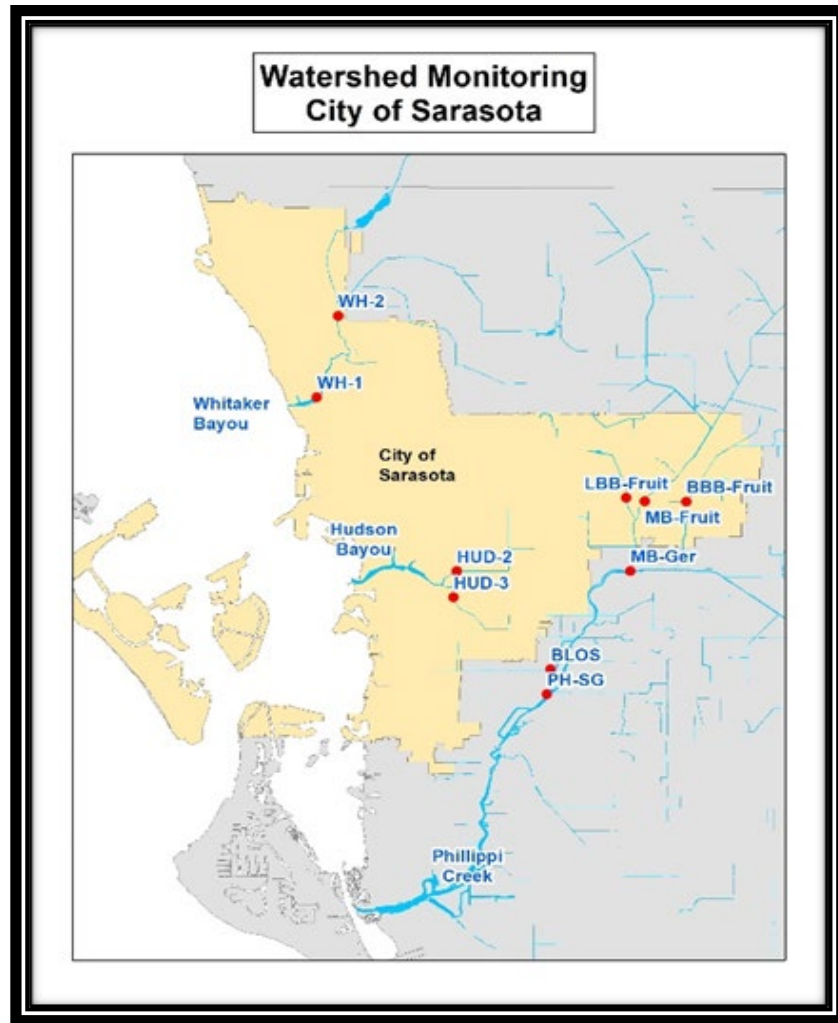 Watershed Monitoring
City of Sarasota
WH-2
WH-1
Whitaker
Bayou
City of
Sarasota
LBB-Fruit
BBB-Fruit
MB-Fruit
Hudson
Bayou
HUD-2
MB-Ger
HUD-3
BLOS
PH-SG
Phillippi
Creek